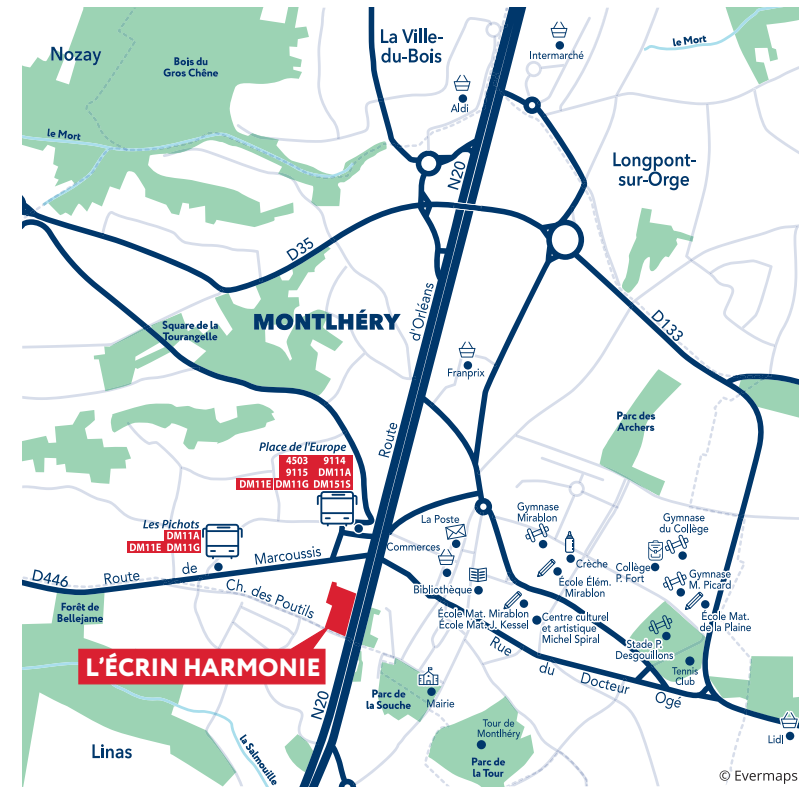 La Ville-
du-Bois
Intermarché
le Mort
Nozay
Bois du
Gros Chêne
Aldi
le Mort
N20
Longpont-
sur-Orge
D35
d'Orléans
MONTLHÉRY
Square de la
Tourangelle
D133
Franprix
Parc des
Archers
Route
Place de l'Europe
4503 9114
9115 DM11A
DM11E DM11G DM151S
Les Pichots
DM11A
DM11E DM11G
La Poste
Commerces
Bibliothèque
Gymnase
Mirablon
Crèche
École Élém.
Mirablon
Gymnase
du Collège
Collège
P. Fort
Gymnase
M. Picard
École Mat.
de la Plaine
D446 Route de Marcoussis
Ch. des Poutils
Forêt de
Bellejame
École Mat. Mirablon
École Mat. J. Kessel
Centre culturel
et artistique
Michel Spiral
Stade P.
Desgouillons
Tennis
Club
Rue du Docteur Ogé
L'ÉCRIN HARMONIE
Parc de
la Souche
Mairie
N20
Tour de
Montlhéry
Parc de
la Tour
Linas
la Salmouille
Lidl
© Evermaps